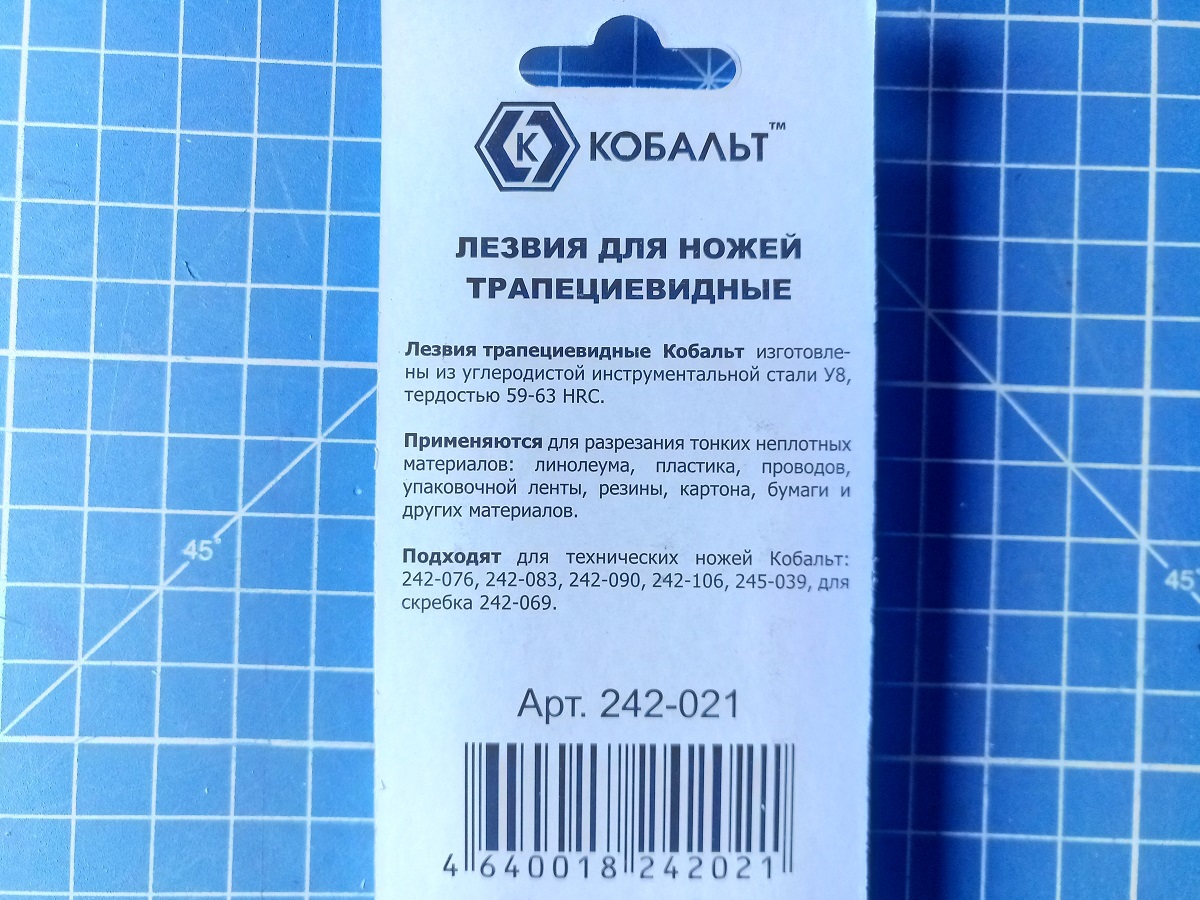 К КОБАЛЬТ™
ЛЕЗВИЯ ДЛЯ НОЖЕЙ
ТРАПЕЦИЕВИДНЫЕ
Лезвия трапециевидные Кобальт изготовле-
ны из углеродистой инструментальной стали У8,
тердостью 59-63 HRC.
Применяются для разрезания тонких неплотных
материалов: линолеума, пластика, проводов,
упаковочной ленты, резины, картона, бумаги и
других материалов.
45°
45°
Подходят для технических ножей Кобальт:
242-076, 242-083, 242-090, 242-106, 245-039, для
скребка 242-069.
Арт. 242-021
4 640018 242021